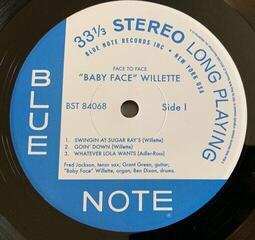 33⅓ STEREO LONG PLAYING
BLUE NOTE RECORDS INC • NEW YORK USA
FACE TO FACE
"BABY FACE" WILLETTE
BST 84068 Side 1
1. SWINGIN AT SUGAR RAY'S (Willette)
2. GOIN' DOWN (Willette)
3. WHATEVER LOLA WANTS (Adler-Ross)
Fred Jackson, tenor sax; Grant Green, guitar;
"Baby Face" Willette, organ; Ben Dixon, drums.
BLUE
NOTE
®